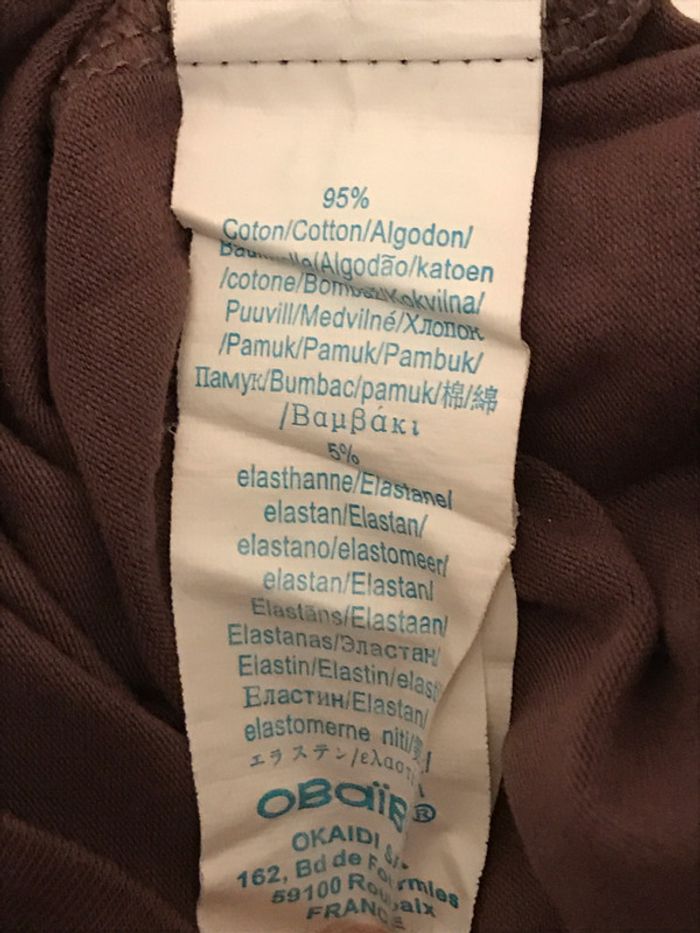 95%
Coton/Cotton/Algodon/
/Algodão/katoen
/cotone/
Puuvill/Medvilné/Хлопок
/Pamuk/Pamuk/Pambuk/
Памук/Bumbac/pamuk/棉/綿
/Βαμβάκι
5%
elasthanne/Elastane/
elastan/Elastan/
elastano/elastomeer/
elastan/Elastan/
Elastāns/Elastaan/
Elastanas/Эластан/
Elastin/Elastin/
Еластин/Elastan/
elastomerne niti/
エラステン/
OBaïBi®
OKAIDI
162, Bd de
59100 Roubaix
FRANCE